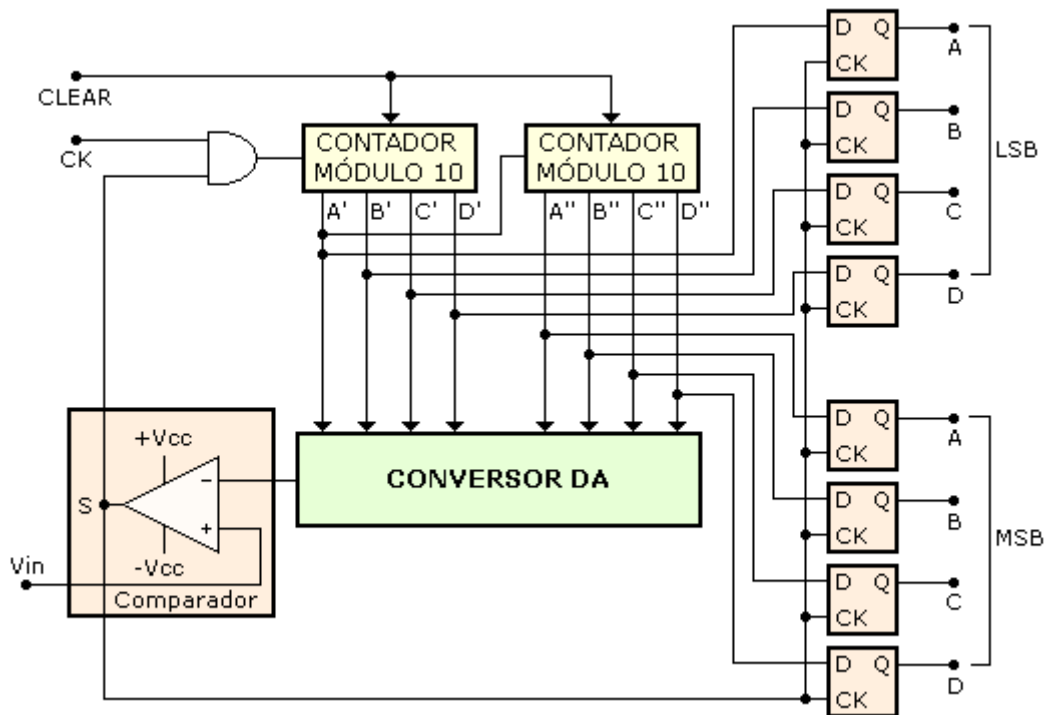 CLEAR
CK
CONTADOR
MÓDULO 10
CONTADOR
MÓDULO 10
A' B' C' D'
A" B" C" D"
CONVERSOR DA
+Vcc
-Vcc
S
-
+
Vin
Comparador
D Q
CK
A
D Q
CK
B
D Q
CK
C
D Q
CK
D
LSB
D Q
CK
A
D Q
CK
B
D Q
CK
C
D Q
CK
D
MSB